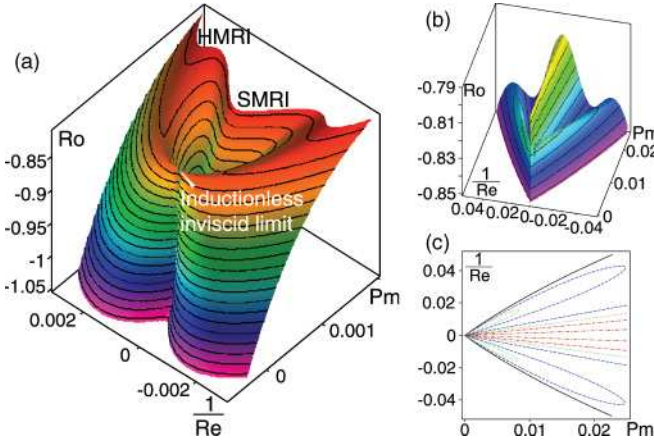 (a)
HMRI
SMRI
Ro
-0.85
-0.9
-0.95
-1
-1.05
Inductionless
inviscid limit
0.002
0
-0.002
1
Re
0
0.001
Pm
(b)
-0.79
Ro
-0.81
-0.83
-0.85
1
Re
0.04
0.02
0
-0.02
-0.04
Pm
0.02
0.01
0
(c)
1
Re
0.04
0.02
0
-0.02
-0.04
0
0.01
0.02
Pm